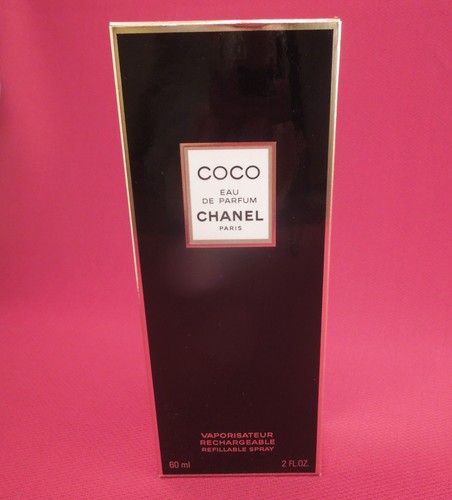 COCO
EAU
DE PARFUM
CHANEL
PARIS
VAPORISATEUR
RECHARGEABLE
REFILLABLE SPRAY
60 ml 2 FL.OZ.